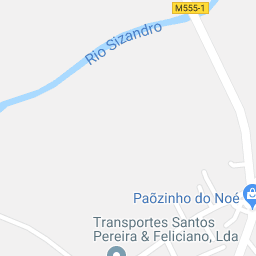 M555-1
Rio Sizandro
Paõzinho do Noé
Transportes Santos
Pereira & Feliciano, Lda